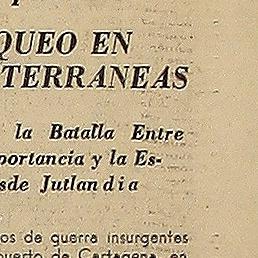 QUEO EN
TERRANEAS
la Batalla Entre
portancia y la Es-
sde Jutlandia
os de guerra insurgentes
puerto de Cartagena, en